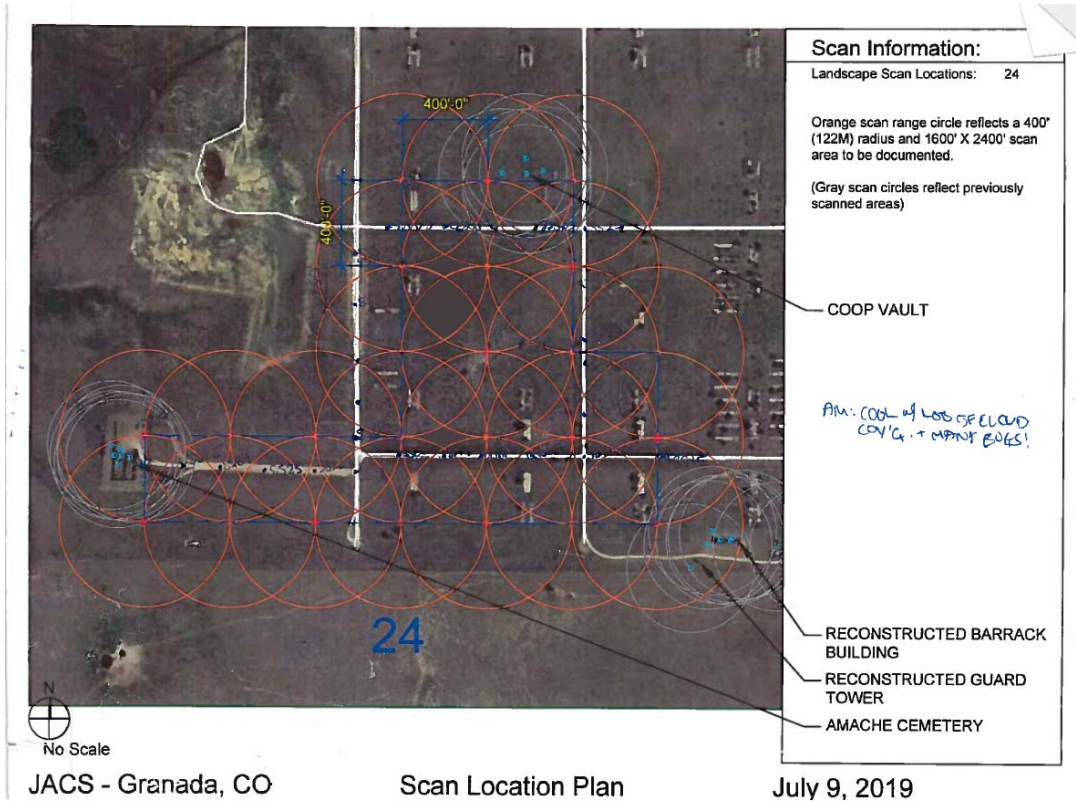 Scan Information:
Landscape Scan Locations: 24
Orange scan range circle reflects a 400'
(122M) radius and 1600' X 2400' scan
area to be documented.
(Gray scan circles reflect previously
scanned areas)
400'-0"
400'-0"
COOP VAULT
AM: COOL w/ LOTS OF CLOUD
COV'G. + MANY BUGS!
RECONSTRUCTED BARRACK
BUILDING
RECONSTRUCTED GUARD
TOWER
AMACHE CEMETERY
24
N
No Scale
JACS - Granada, CO
Scan Location Plan
July 9, 2019